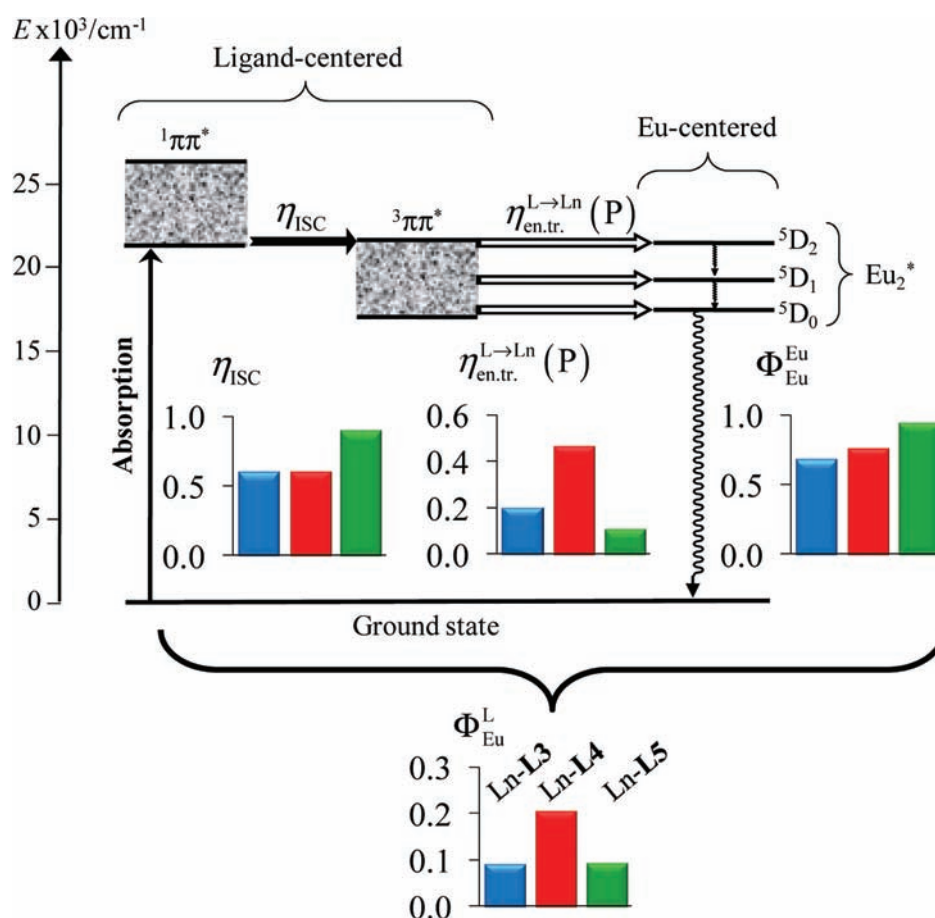 E x10³/cm⁻¹
Ligand-centered
Eu-centered
¹ππ*
³ππ*
η_ISC
η_en.tr.^L→Ln (P)
⁵D₂
⁵D₁
⁵D₀
Eu₂*
25
20
15
10
5
0
Absorption
η_ISC
1.0
0.5
0.0
η_en.tr.^L→Ln (P)
0.6
0.4
0.2
0.0
Φ_Eu^Eu
1.0
0.5
0.0
Ground state
Φ_Eu^L
Ln-L3
Ln-L4
Ln-L5
0.3
0.2
0.1
0.0